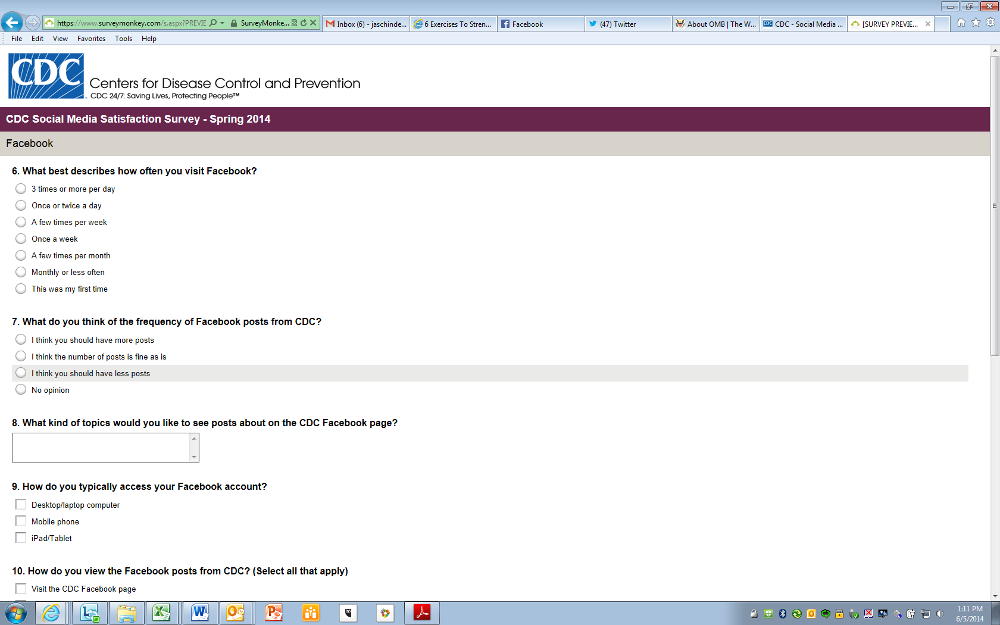 https://www.surveymonkey.com/s.aspx?PREVIE
SurveyMonke...
Inbox (6) - jaschinde...
6 Exercises To Stren...
Facebook
(47) Twitter
About OMB | The W...
CDC - Social Media ...
[SURVEY PREVIE...
File Edit View Favorites Tools Help
CDC
Centers for Disease Control and Prevention
CDC 24/7: Saving Lives, Protecting People™
CDC Social Media Satisfaction Survey - Spring 2014
Facebook
6. What best describes how often you visit Facebook?
3 times or more per day
Once or twice a day
A few times per week
Once a week
A few times per month
Monthly or less often
This was my first time
7. What do you think of the frequency of Facebook posts from CDC?
I think you should have more posts
I think the number of posts is fine as is
I think you should have less posts
No opinion
8. What kind of topics would you like to see posts about on the CDC Facebook page?
9. How do you typically access your Facebook account?
Desktop/laptop computer
Mobile phone
iPad/Tablet
10. How do you view the Facebook posts from CDC? (Select all that apply)
Visit the CDC Facebook page
1:11 PM
6/5/2014